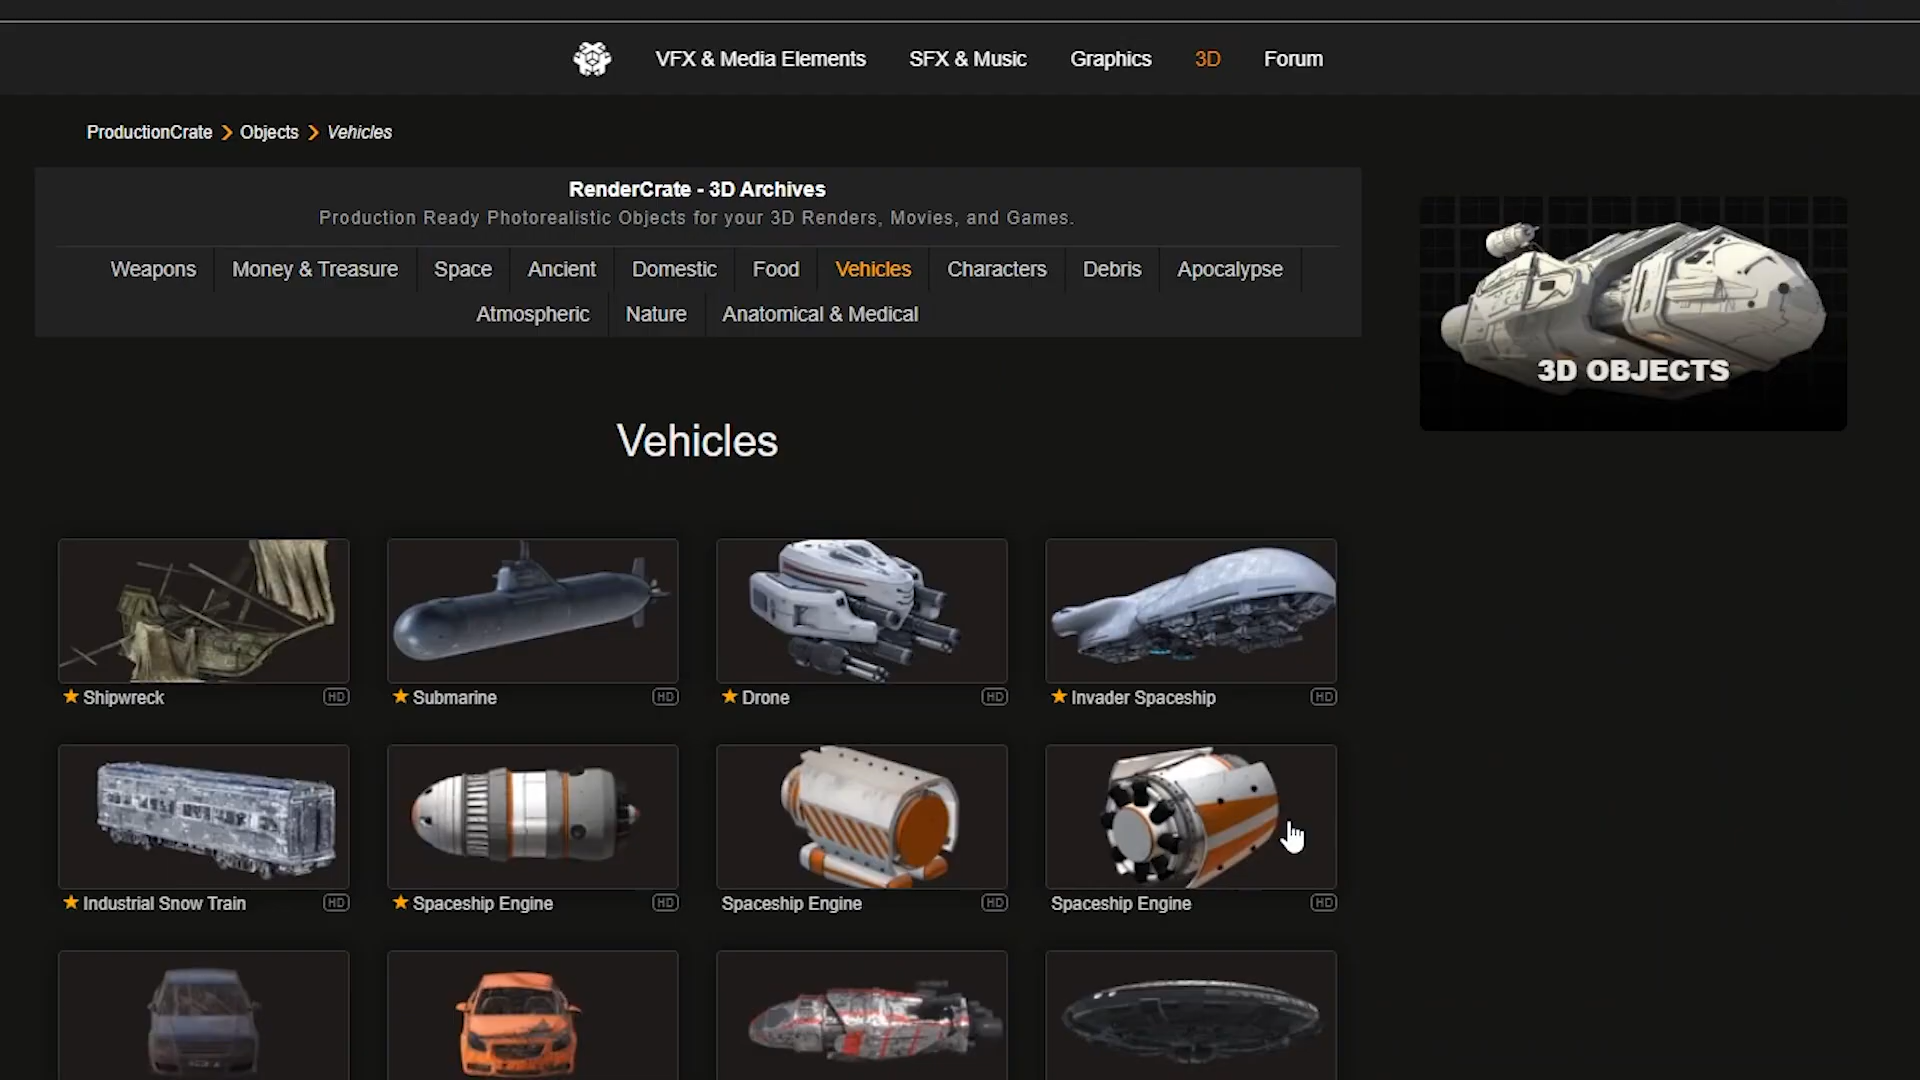 VFX & Media Elements SFX & Music Graphics 3D Forum
ProductionCrate > Objects > Vehicles
RenderCrate - 3D Archives
Production Ready Photorealistic Objects for your 3D Renders, Movies, and Games.
Weapons Money & Treasure Space Ancient Domestic Food Vehicles Characters Debris Apocalypse
Atmospheric Nature Anatomical & Medical
3D OBJECTS
Vehicles
Shipwreck HD Submarine HD Drone HD Invader Spaceship HD
Industrial Snow Train HD Spaceship Engine HD Spaceship Engine HD Spaceship Engine HD